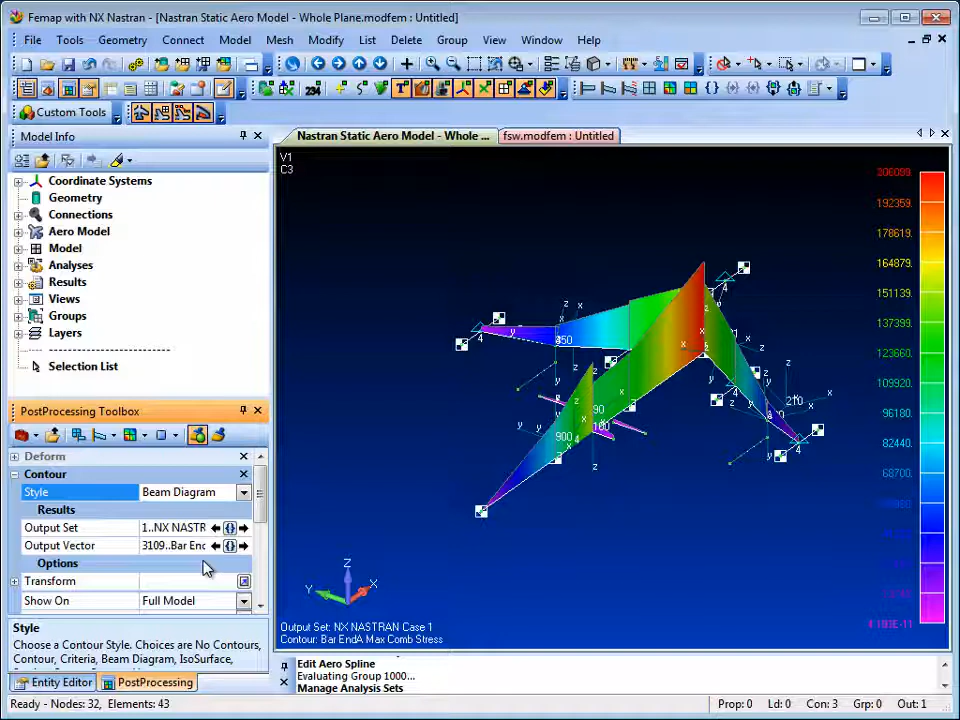 Femap with NX Nastran - [Nastran Static Aero Model - Whole Plane.modfem : Untitled]
File Tools Geometry Connect Model Mesh Modify List Delete Group View Window Help
234
Custom Tools
Model Info
Nastran Static Aero Model - Whole ...
fsw.modfem : Untitled
Coordinate Systems
Geometry
Connections
Aero Model
Model
Analyses
Results
Views
Groups
Layers
Selection List
PostProcessing Toolbox
Deform
Contour
Style Beam Diagram
Results
Output Set 1..NX NASTR
Output Vector 3109..Bar Enc
Options
Transform
Show On Full Model
Style
Choose a Contour Style. Choices are No Contours,
Contour, Criteria, Beam Diagram, IsoSurface,
Entity Editor PostProcessing
V1
C3
206099.
192359.
178619.
164879.
151139.
137399.
123660.
109920.
96180.
82440.
68700.
Z
Y
X
Output Set: NX NASTRAN Case 1
Contour: Bar EndA Max Comb Stress
Edit Aero Spline
Evaluating Group 1000...
Manage Analysis Sets
Ready - Nodes: 32, Elements: 43
Prop: 0 Ld: 0 Con: 3 Grp: 0 Out: 1